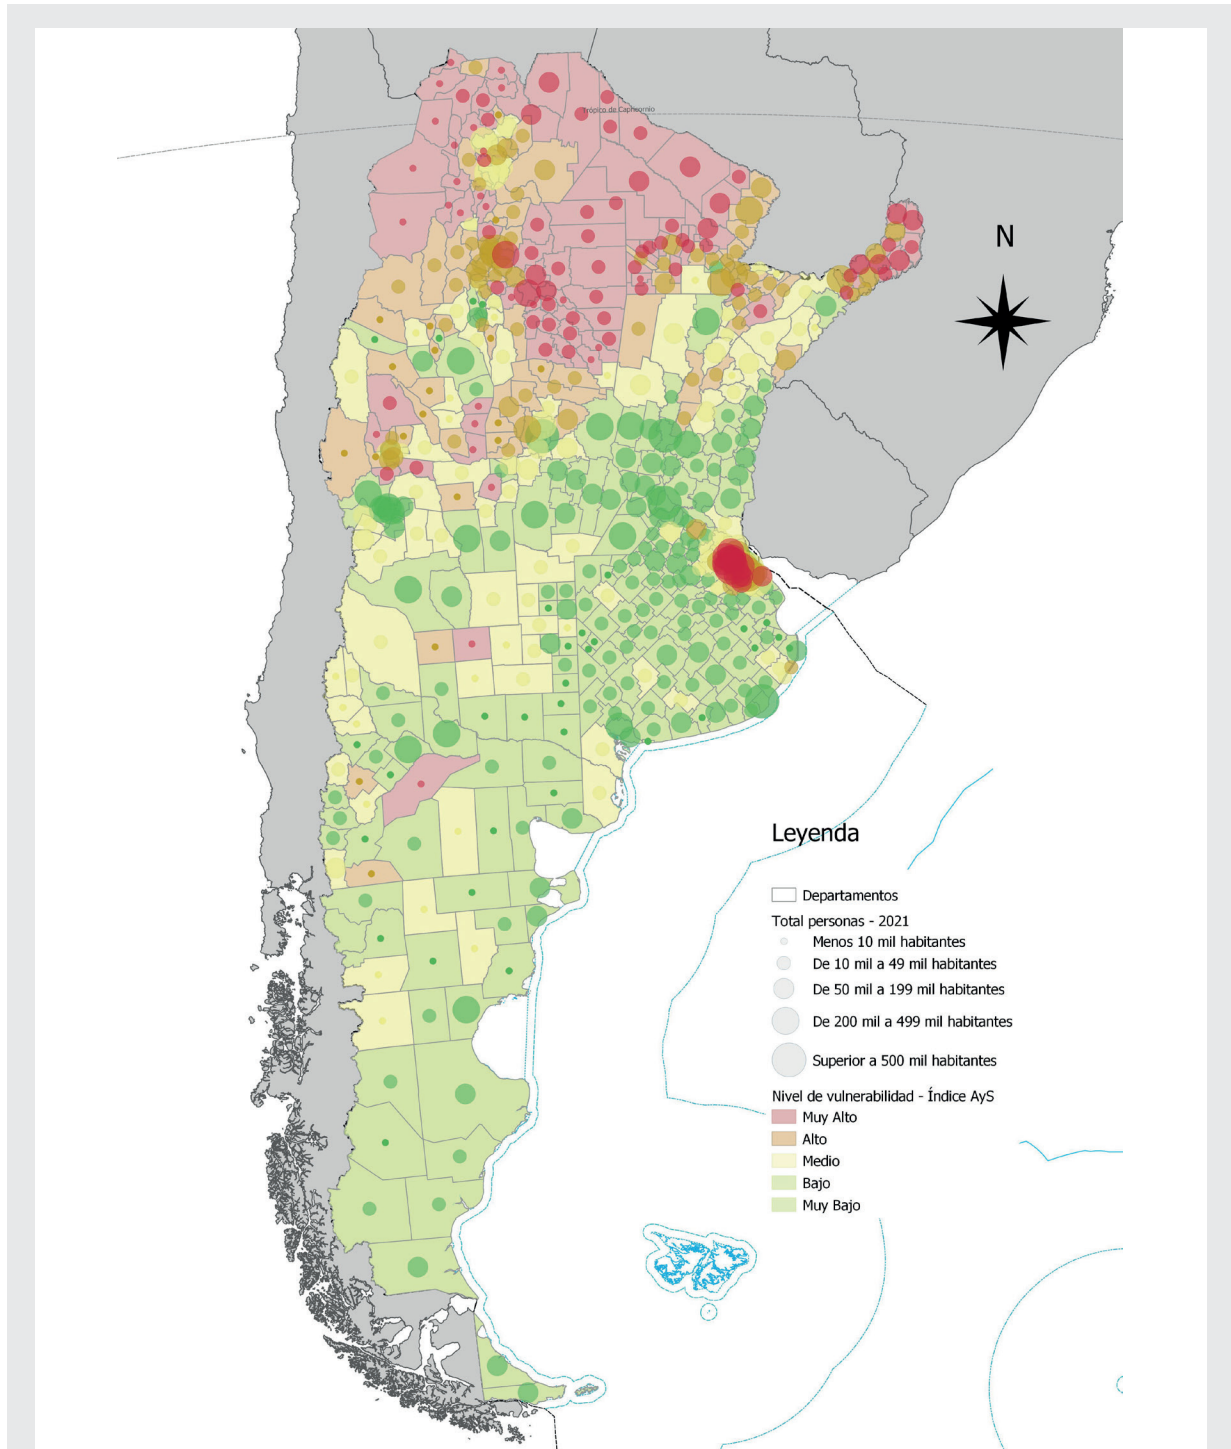 Trópico de Capricornio
N
Leyenda
Departamentos
Total personas - 2021
Menos 10 mil habitantes
De 10 mil a 49 mil habitantes
De 50 mil a 199 mil habitantes
De 200 mil a 499 mil habitantes
Superior a 500 mil habitantes
Nivel de vulnerabilidad - Índice AyS
Muy Alto
Alto
Medio
Bajo
Muy Bajo